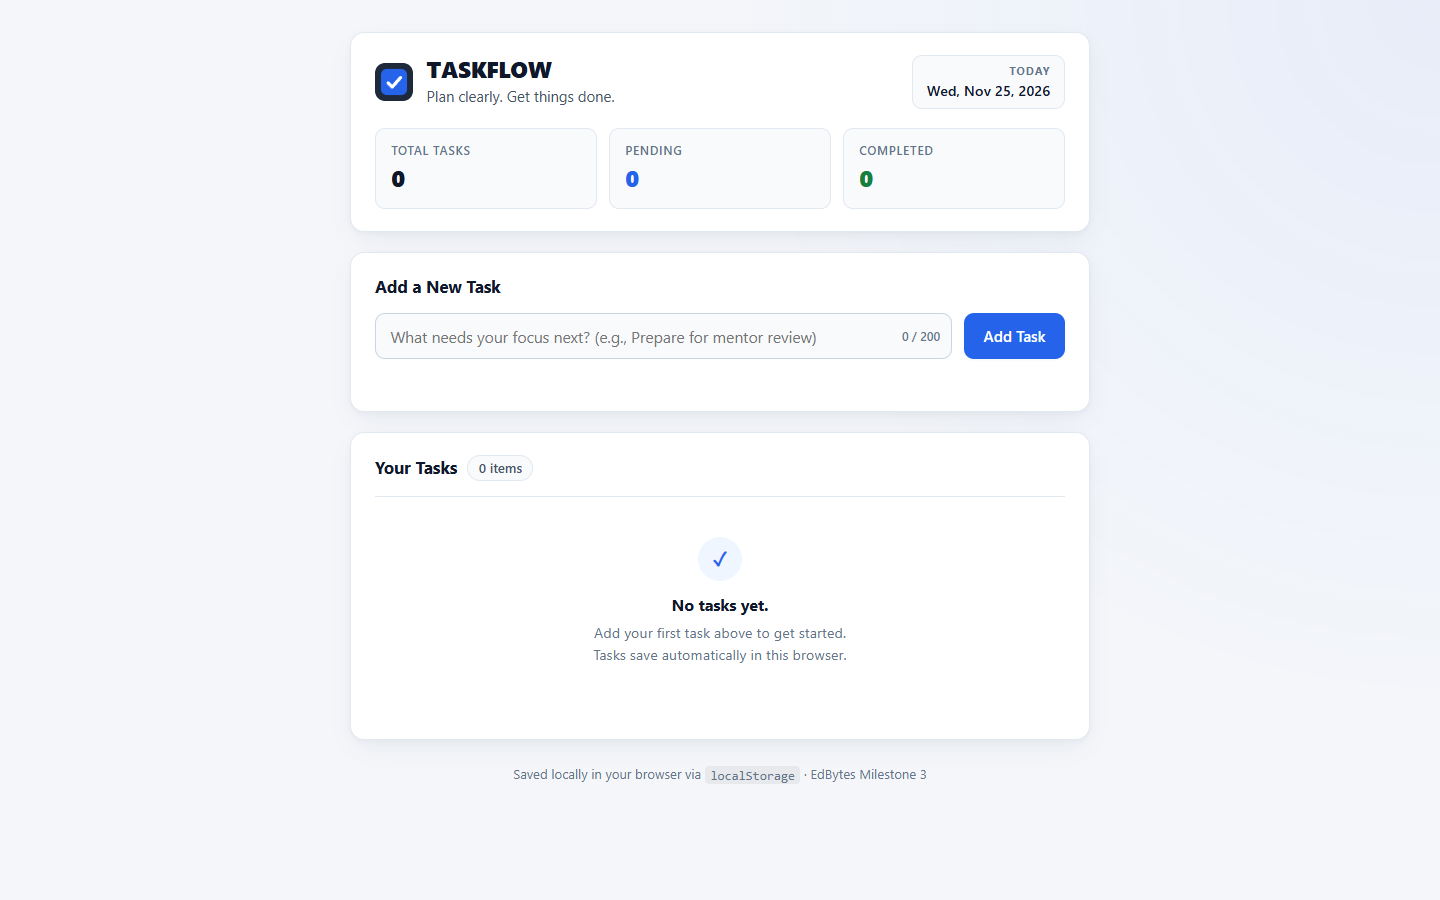 TASKFLOW
Plan clearly. Get things done.
TODAY
Wed, Nov 25, 2026
TOTAL TASKS
0
PENDING
0
COMPLETED
0
Add a New Task
What needs your focus next? (e.g., Prepare for mentor review)
0 / 200
Add Task
Your Tasks
0 items
No tasks yet.
Add your first task above to get started.
Tasks save automatically in this browser.
Saved locally in your browser via localStorage · EdBytes Milestone 3